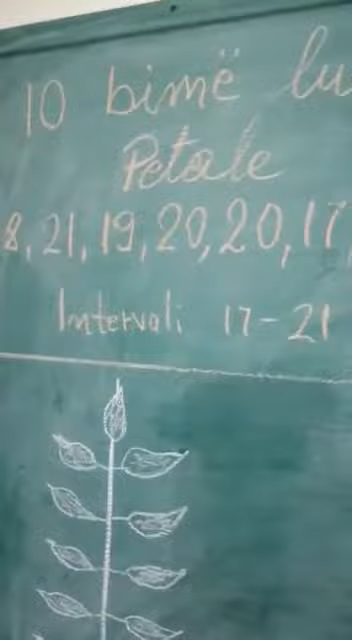 10 bimë lu
Petale
8, 21, 19, 20, 20, 17,
Intervali 17-21